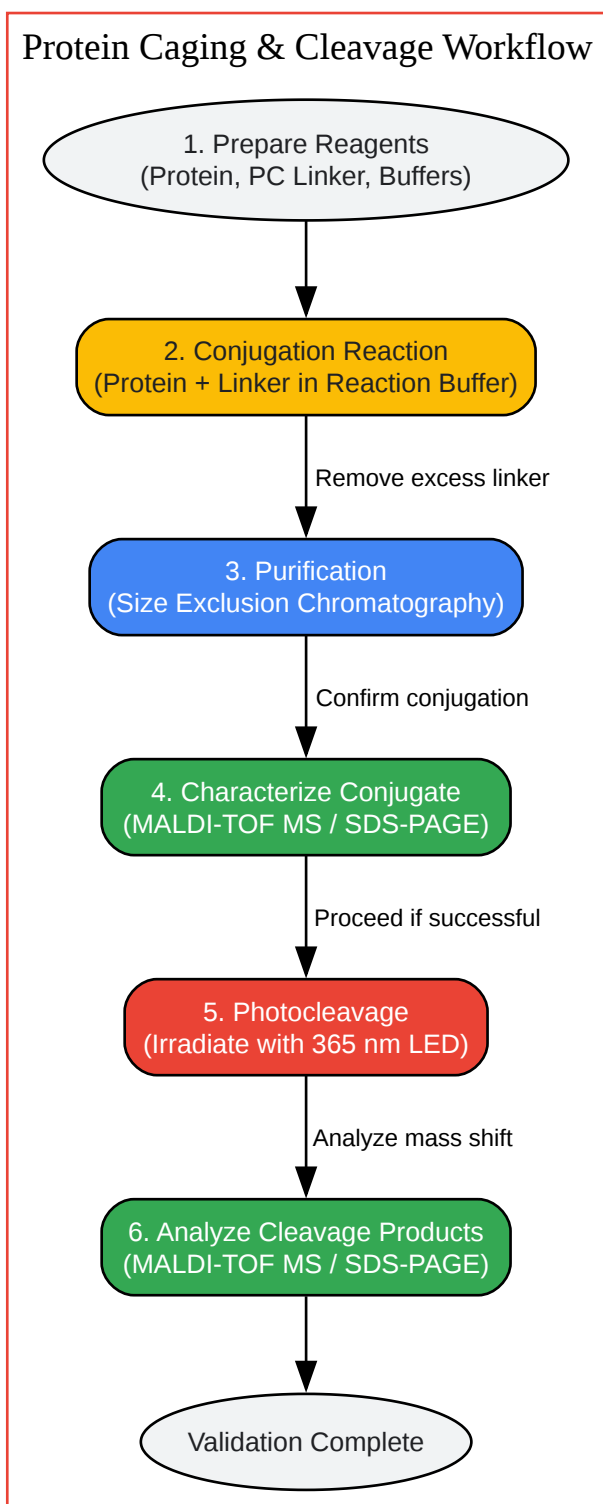 Protein Caging & Cleavage Workflow
1. Prepare Reagents
(Protein, PC Linker, Buffers)
2. Conjugation Reaction
(Protein + Linker in Reaction Buffer)
Remove excess linker
3. Purification
(Size Exclusion Chromatography)
Confirm conjugation
4. Characterize Conjugate
(MALDI-TOF MS / SDS-PAGE)
Proceed if successful
5. Photocleavage
(Irradiate with 365 nm LED)
Analyze mass shift
6. Analyze Cleavage Products
(MALDI-TOF MS / SDS-PAGE)
Validation Complete